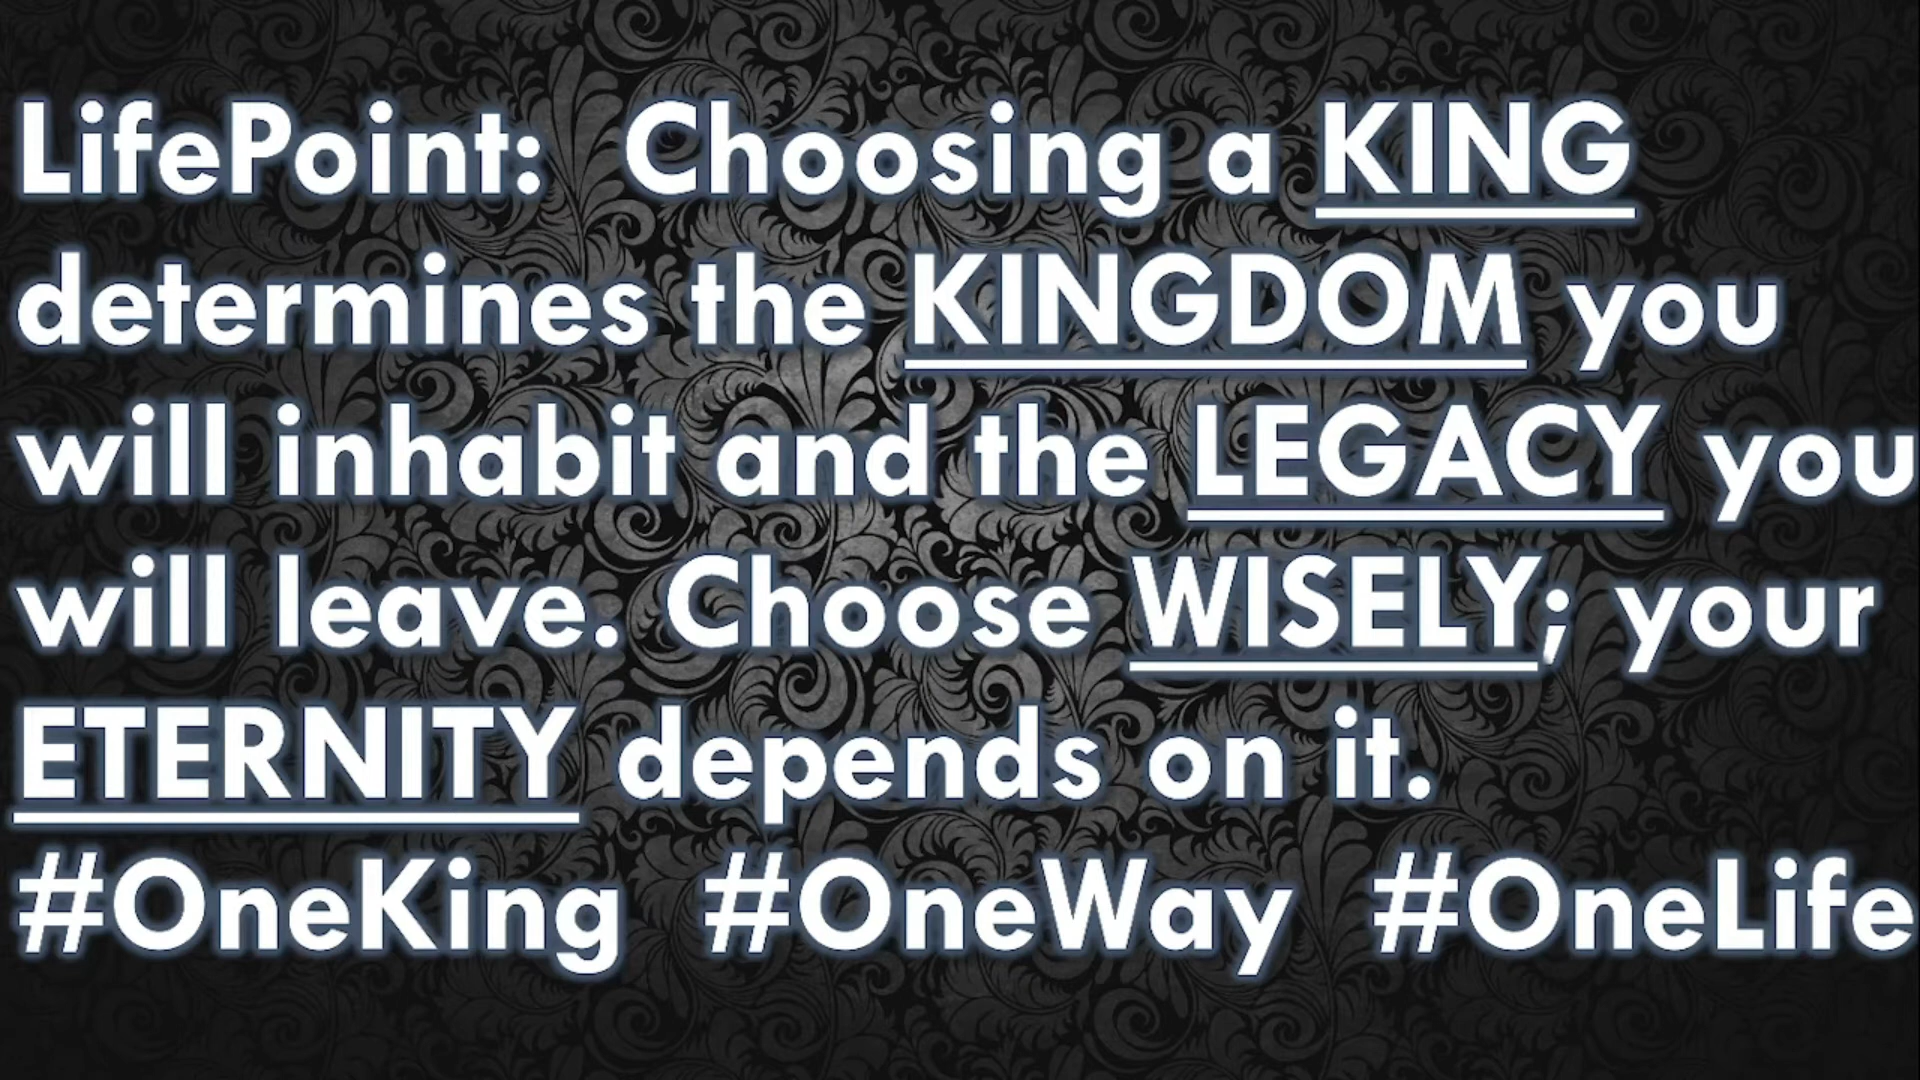 LifePoint:  Choosing a KING
determines the KINGDOM you
will inhabit and the LEGACY you
will leave. Choose WISELY; your
ETERNITY depends on it.
#OneKing  #OneWay  #OneLife